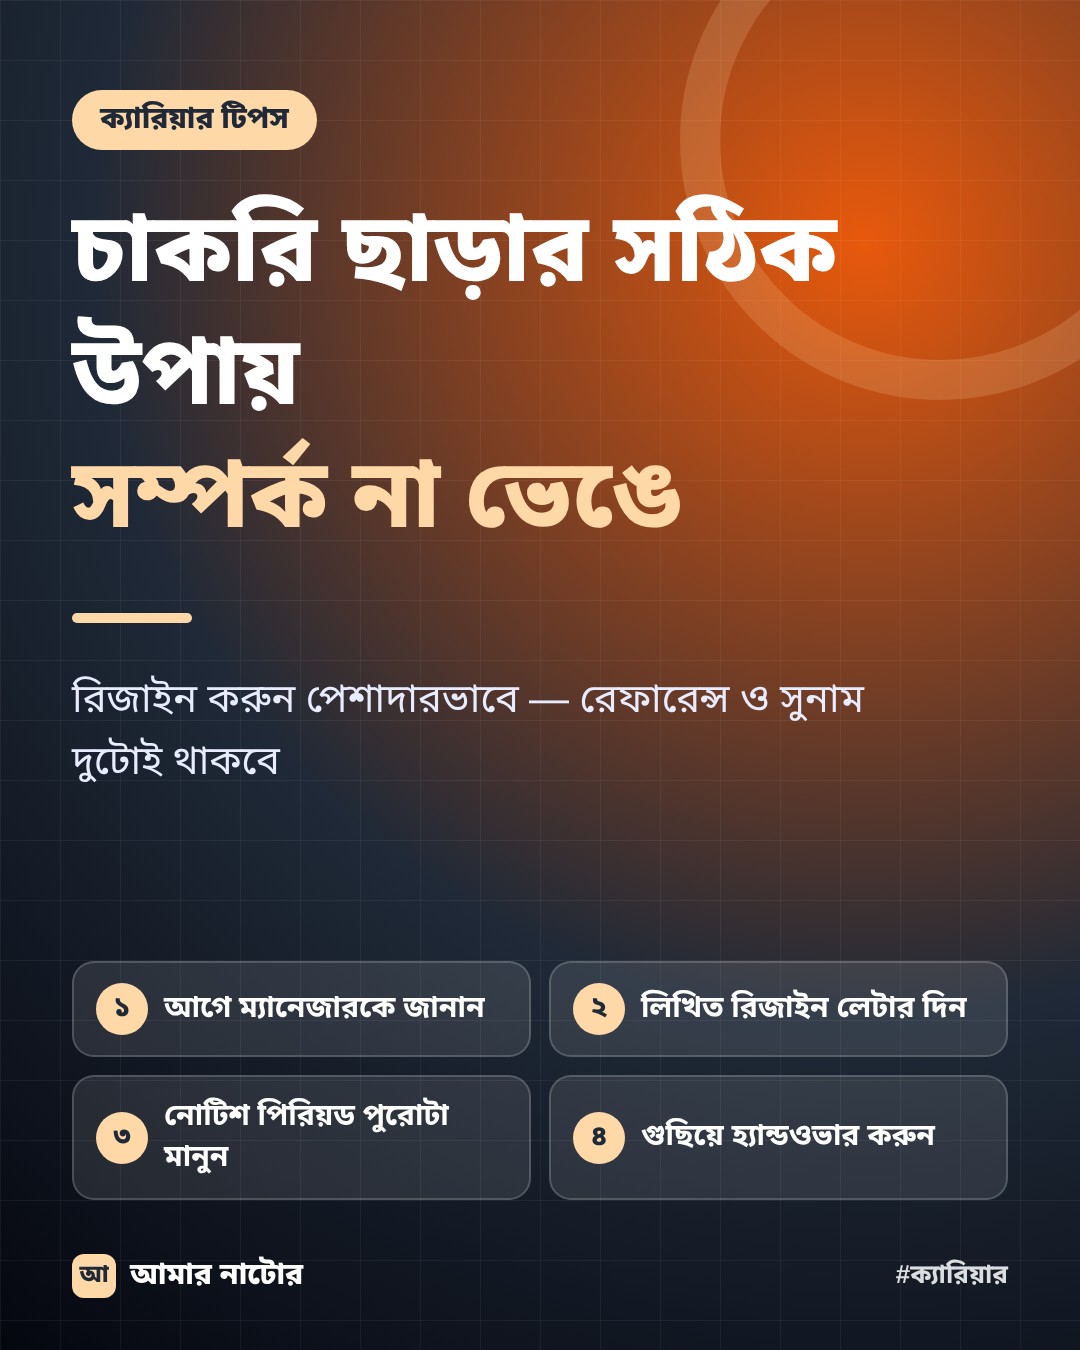 ক্যারিয়ার টিপস
চাকরি ছাড়ার সঠিক
উপায়
সম্পর্ক না ভেঙে
রিজাইন করুন পেশাদারভাবে — রেফারেন্স ও সুনাম
দুটোই থাকবে
১ আগে ম্যানেজারকে জানান
২ লিখিত রিজাইন লেটার দিন
৩ নোটিশ পিরিয়ড পুরোটা
মানুন
৪ গুছিয়ে হ্যান্ডওভার করুন
আ আমার নাটোর
#ক্যারিয়ার